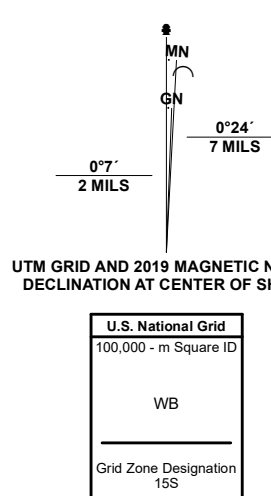 MN
GN
0°24´
7 MILS
0°7´
2 MILS
UTM GRID AND 2019 MAGNETIC N
DECLINATION AT CENTER OF SH
U.S. National Grid
100,000 - m Square ID
WB
Grid Zone Designation
15S